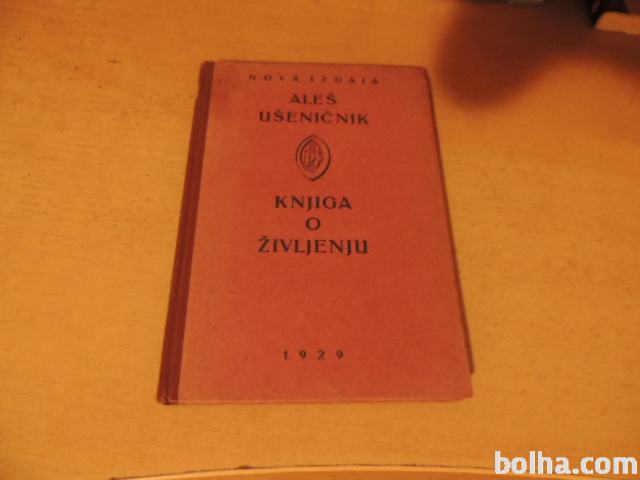 NOVA IZDAJA
ALEŠ
UŠENIČNIK
KNJIGA
O
ŽIVLJENJU
1929
bolha.com